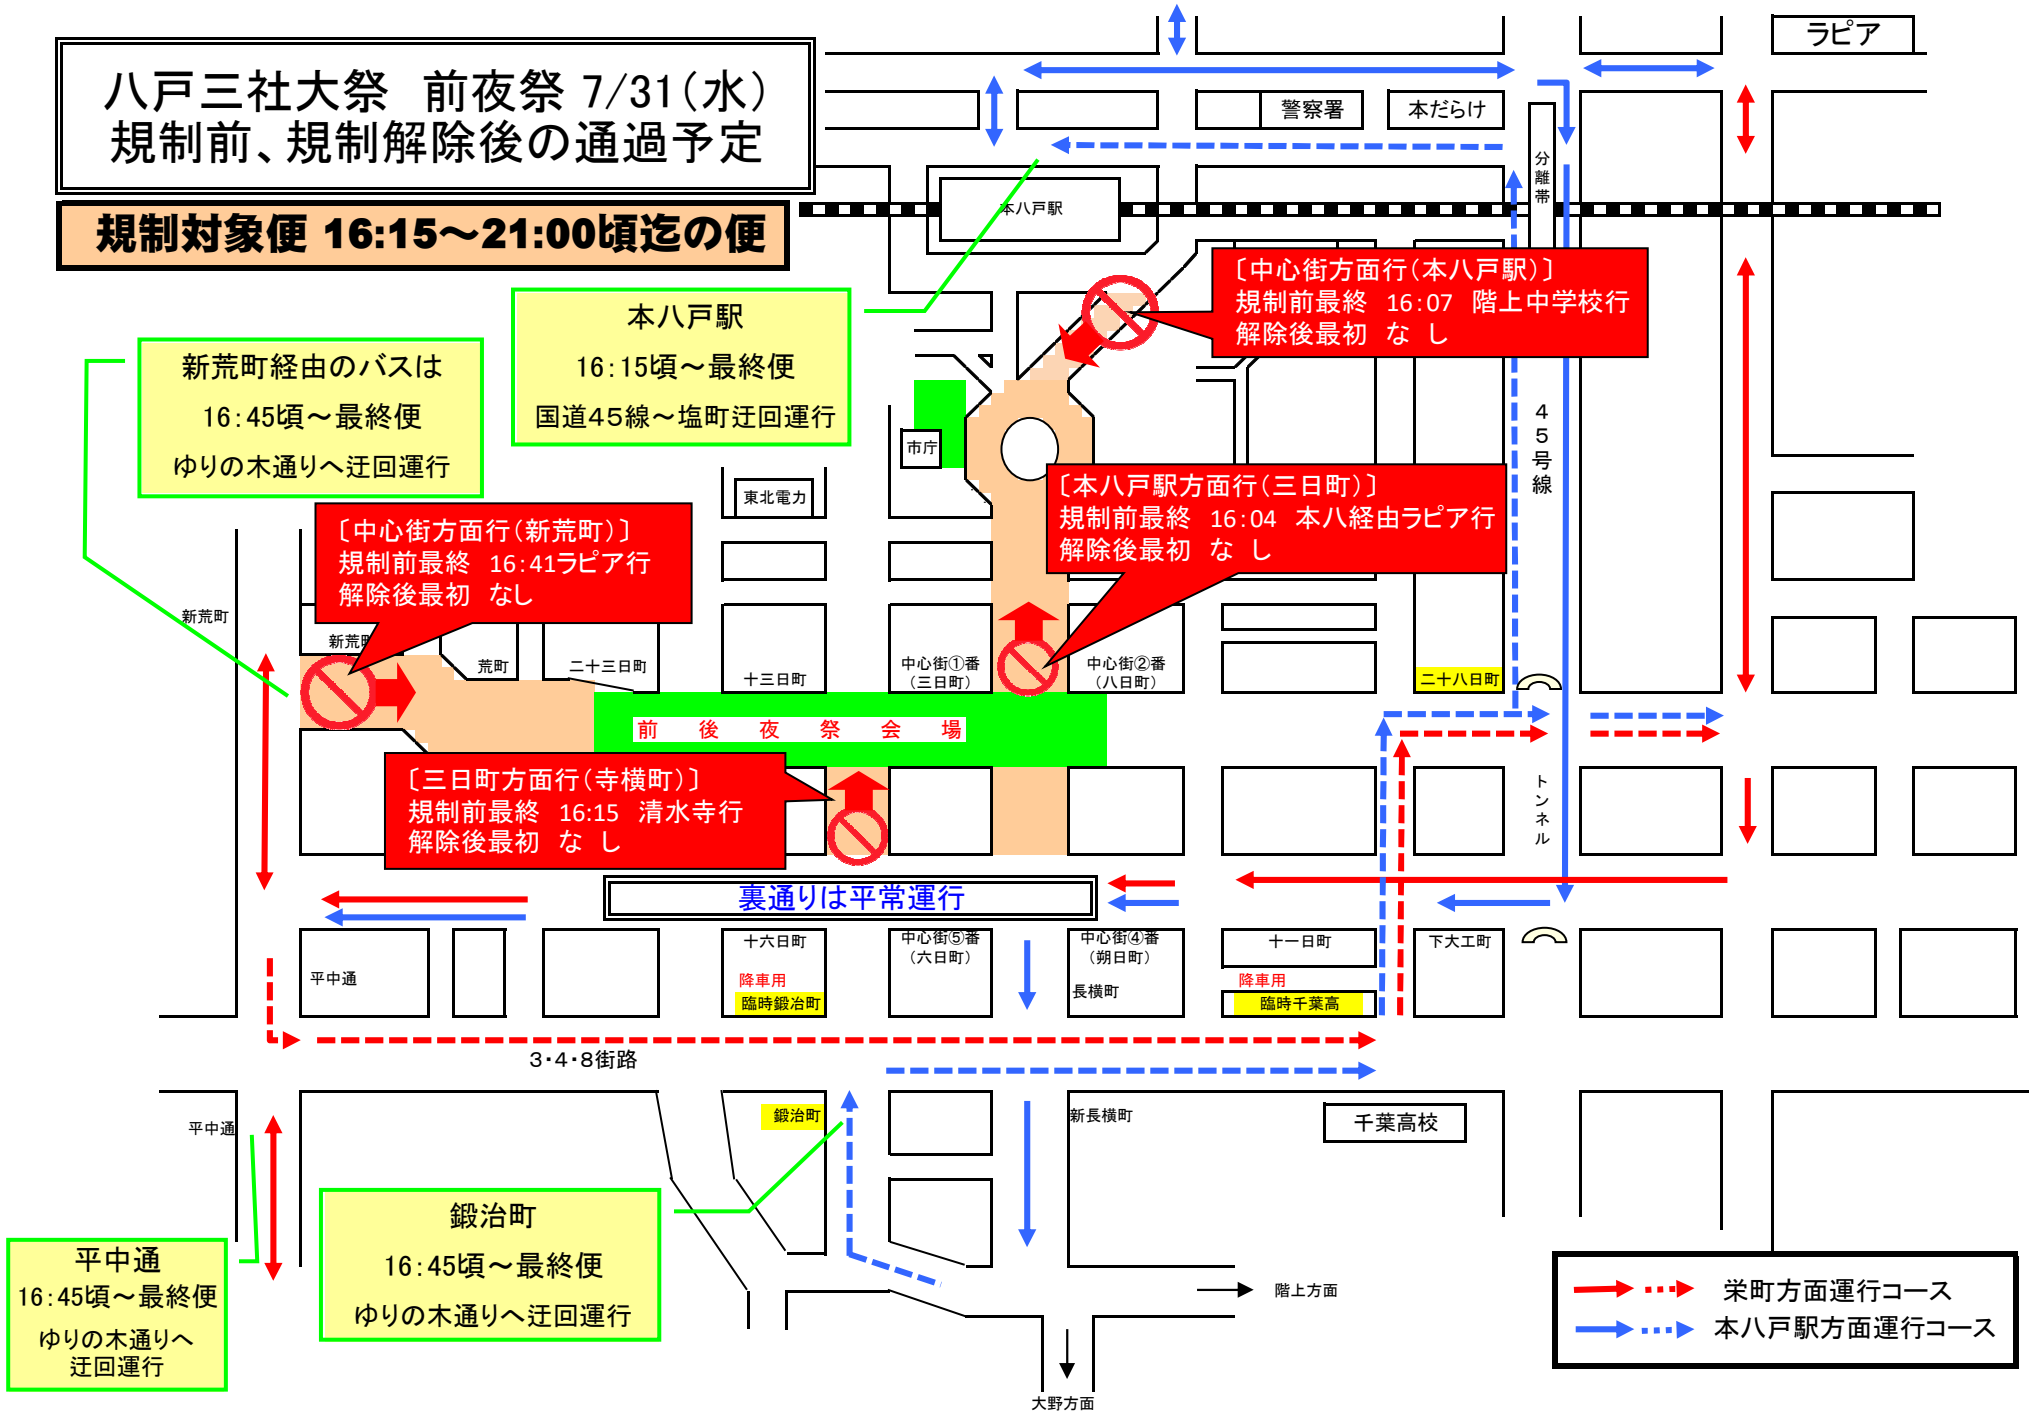 八戸三社大祭　前夜祭 7/31(水)
規制前、規制解除後の通過予定
規制対象便 16:15～21:00頃迄の便
ラピア
警察署
本だらけ
分離帯
本八戸駅
〔中心街方面行(本八戸駅)〕
規制前最終　16:07　階上中学校行
解除後最初　な し
本八戸駅
16:15頃～最終便
国道45線～塩町迂回運行
新荒町経由のバスは
16:45頃～最終便
ゆりの木通りへ迂回運行
市庁
45号線
東北電力
〔本八戸駅方面行(三日町)〕
規制前最終　16:04　本八経由ラピア行
解除後最初　な し
〔中心街方面行(新荒町)〕
規制前最終　16:41ラピア行
解除後最初　なし
新荒町
新荒町
荒町
二十三日町
十三日町
中心街①番
(三日町)
中心街②番
(八日町)
二十八日町
前 後 夜 祭 会 場
〔三日町方面行(寺横町)〕
規制前最終　16:15　清水寺行
解除後最初　な し
トンネル
裏通りは平常運行
平中通
十六日町
降車用
臨時鍛冶町
中心街⑤番
(六日町)
中心街④番
(朔日町)
長横町
十一日町
降車用
臨時千葉高
下大工町
3・4・8街路
平中通
鍛治町
新長横町
千葉高校
鍛治町
16:45頃～最終便
ゆりの木通りへ迂回運行
平中通
16:45頃～最終便
ゆりの木通りへ
迂回運行
階上方面
大野方面
栄町方面運行コース
本八戸駅方面運行コース